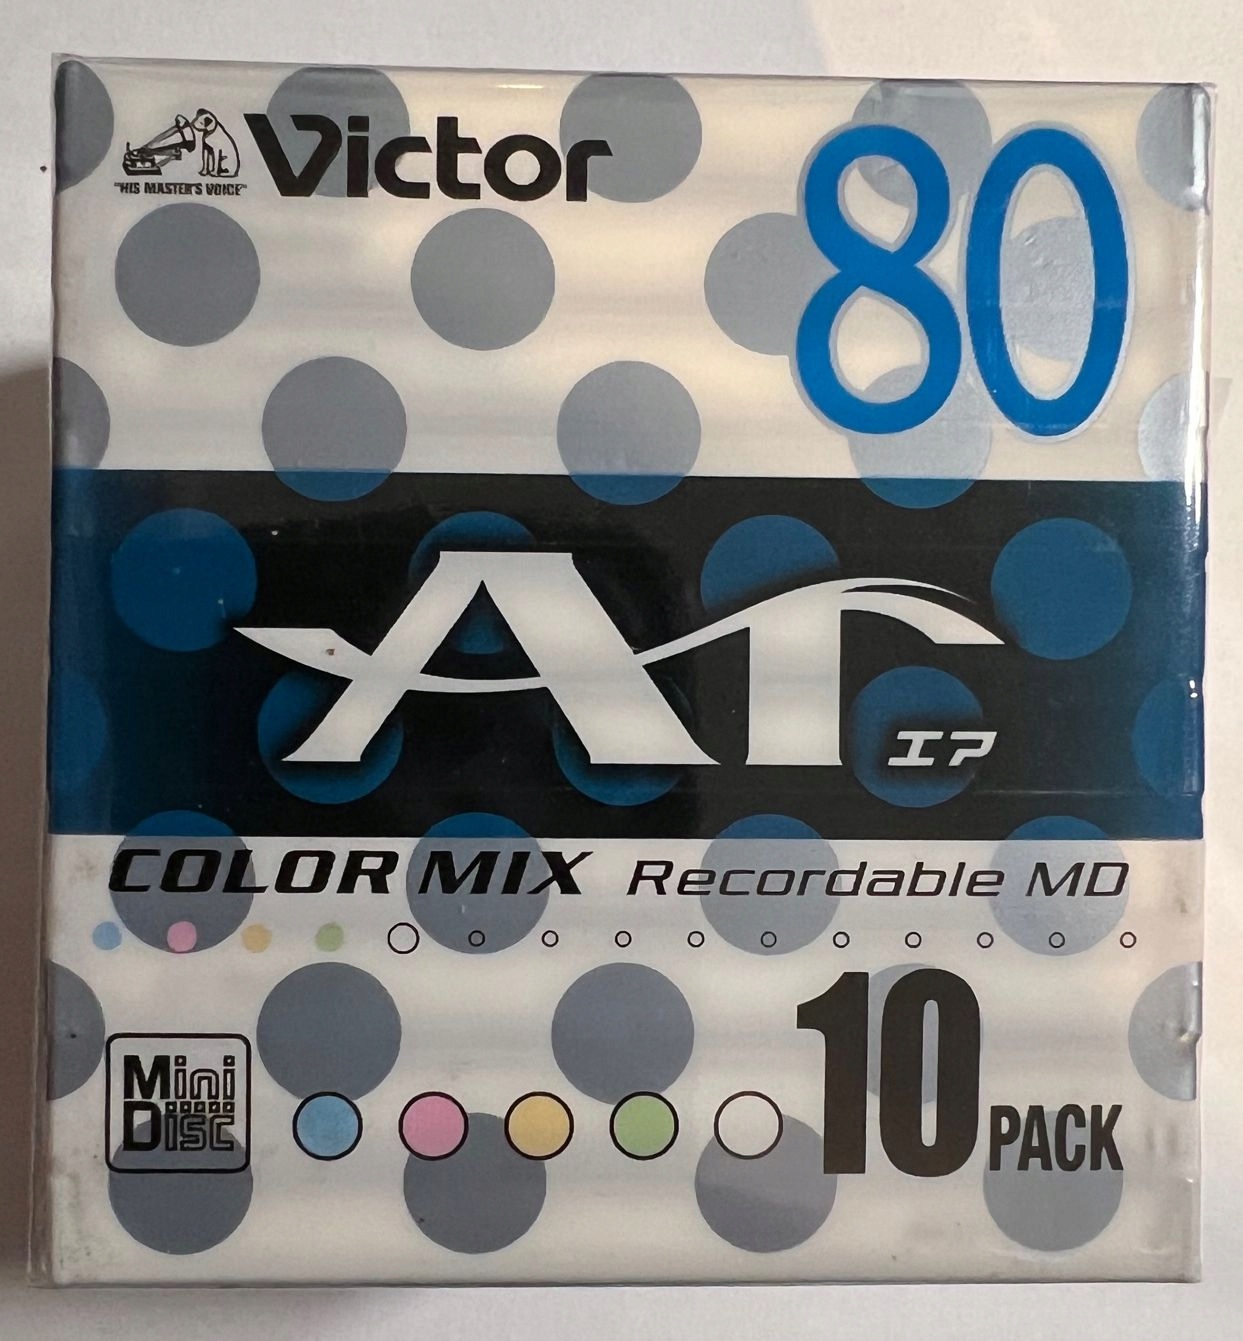 Victor
"HIS MASTER'S VOICE"
80
AT
エア
COLOR MIX Recordable MD
Mini
Disc
10 PACK